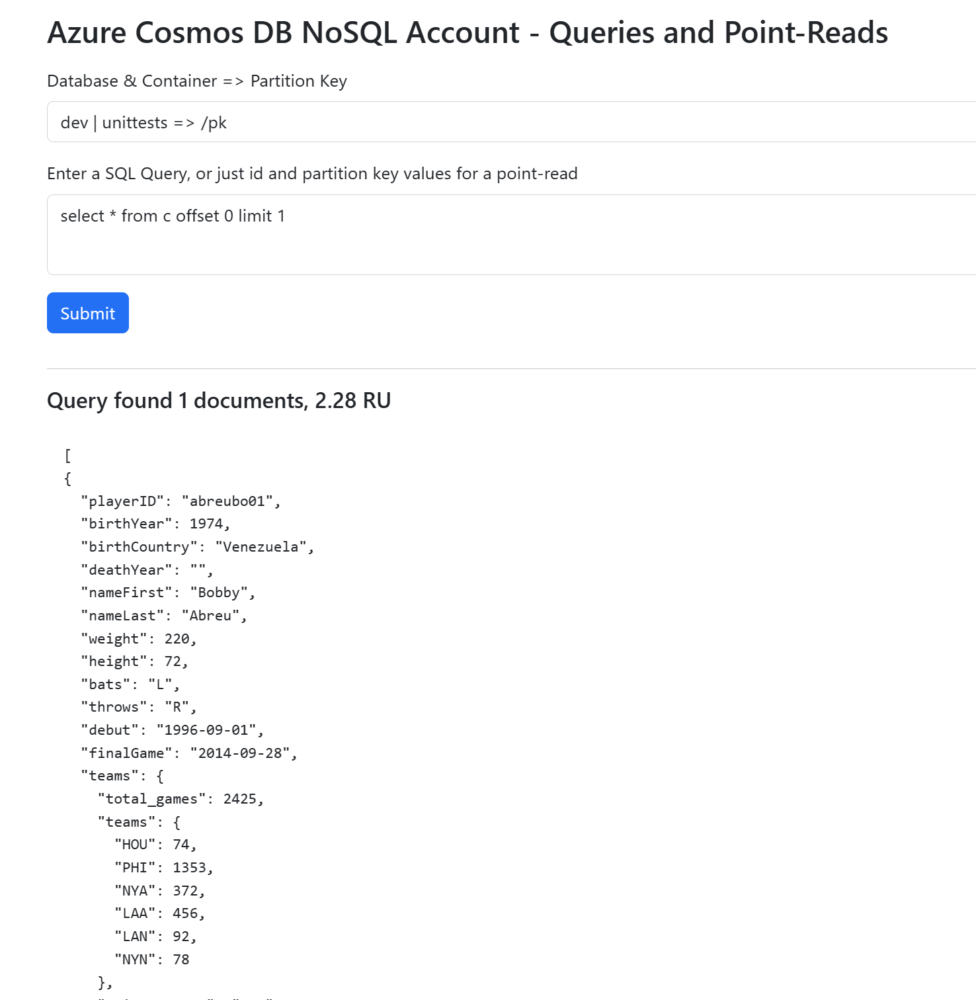 Azure Cosmos DB NoSQL Account - Queries and Point-Reads
Database & Container => Partition Key
dev | unittests => /pk
Enter a SQL Query, or just id and partition key values for a point-read
select * from c offset 0 limit 1
Submit
Query found 1 documents, 2.28 RU
[
{
"playerID": "abreubo01",
"birthYear": 1974,
"birthCountry": "Venezuela",
"deathYear": "",
"nameFirst": "Bobby",
"nameLast": "Abreu",
"weight": 220,
"height": 72,
"bats": "L",
"throws": "R",
"debut": "1996-09-01",
"finalGame": "2014-09-28",
"teams": {
"total_games": 2425,
"teams": {
"HOU": 74,
"PHI": 1353,
"NYA": 372,
"LAA": 456,
"LAN": 92,
"NYN": 78
},